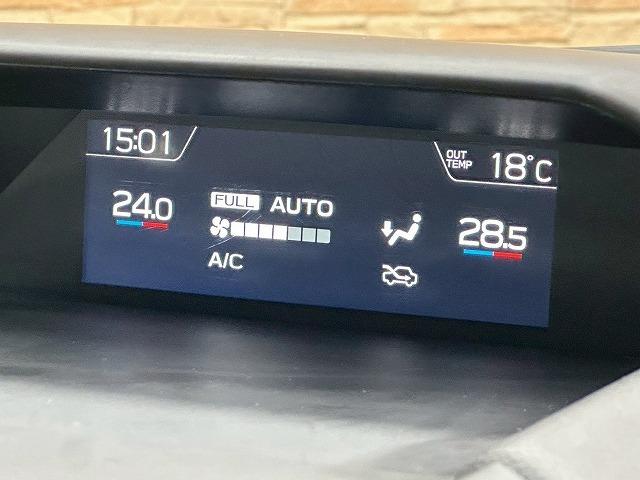 15:01
OUT TEMP 18°C
24.0
FULL AUTO
28.5
A/C